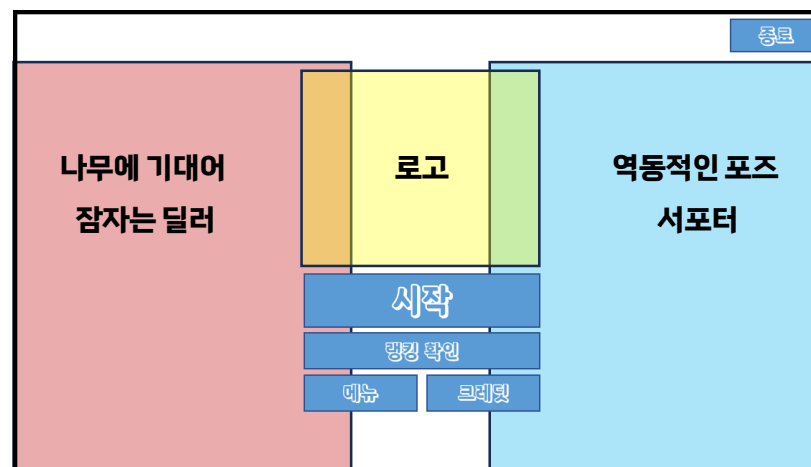 종료
나무에 기대어
잠자는 딜러
로고
역동적인 포즈
서포터
시작
랭킹 확인
메뉴
크레딧